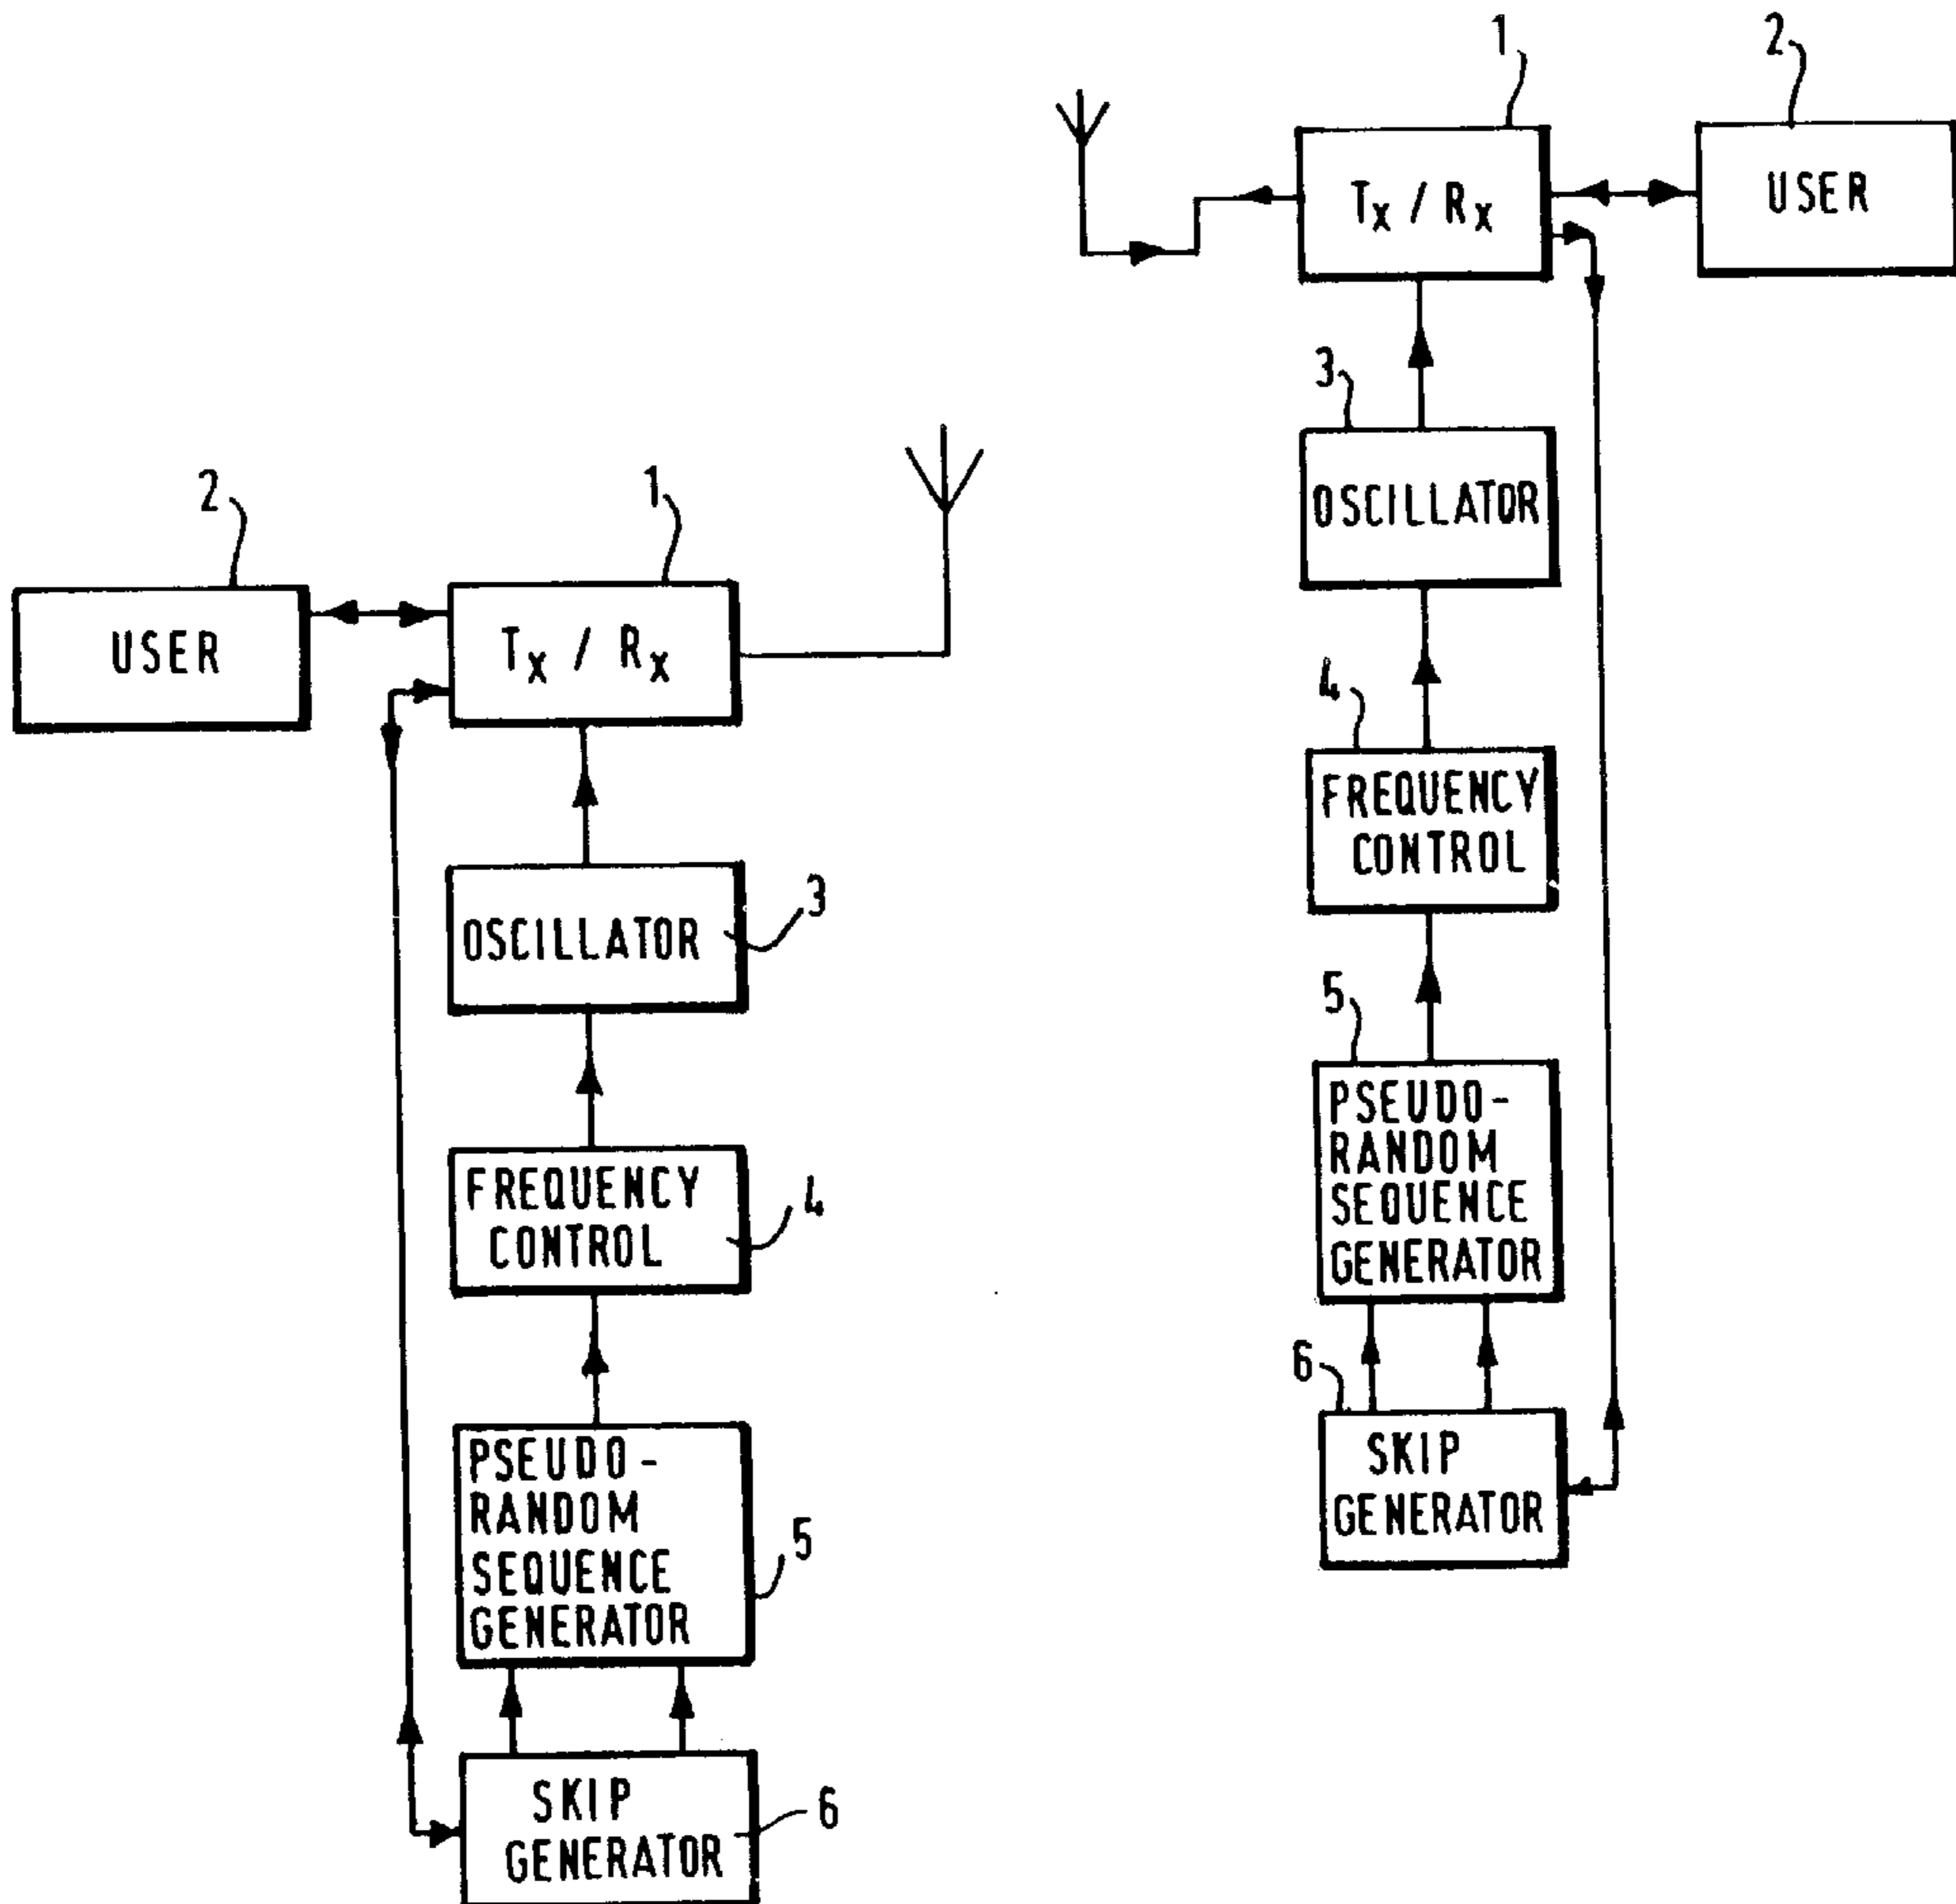 2
USER
1
Tx / Rx
3
OSCILLATOR
4
FREQUENCY
CONTROL
5
PSEUDO-
RANDOM
SEQUENCE
GENERATOR
6
SKIP
GENERATOR
1
Tx / Rx
2
USER
3
OSCILLATOR
4
FREQUENCY
CONTROL
5
PSEUDO-
RANDOM
SEQUENCE
GENERATOR
6
SKIP
GENERATOR